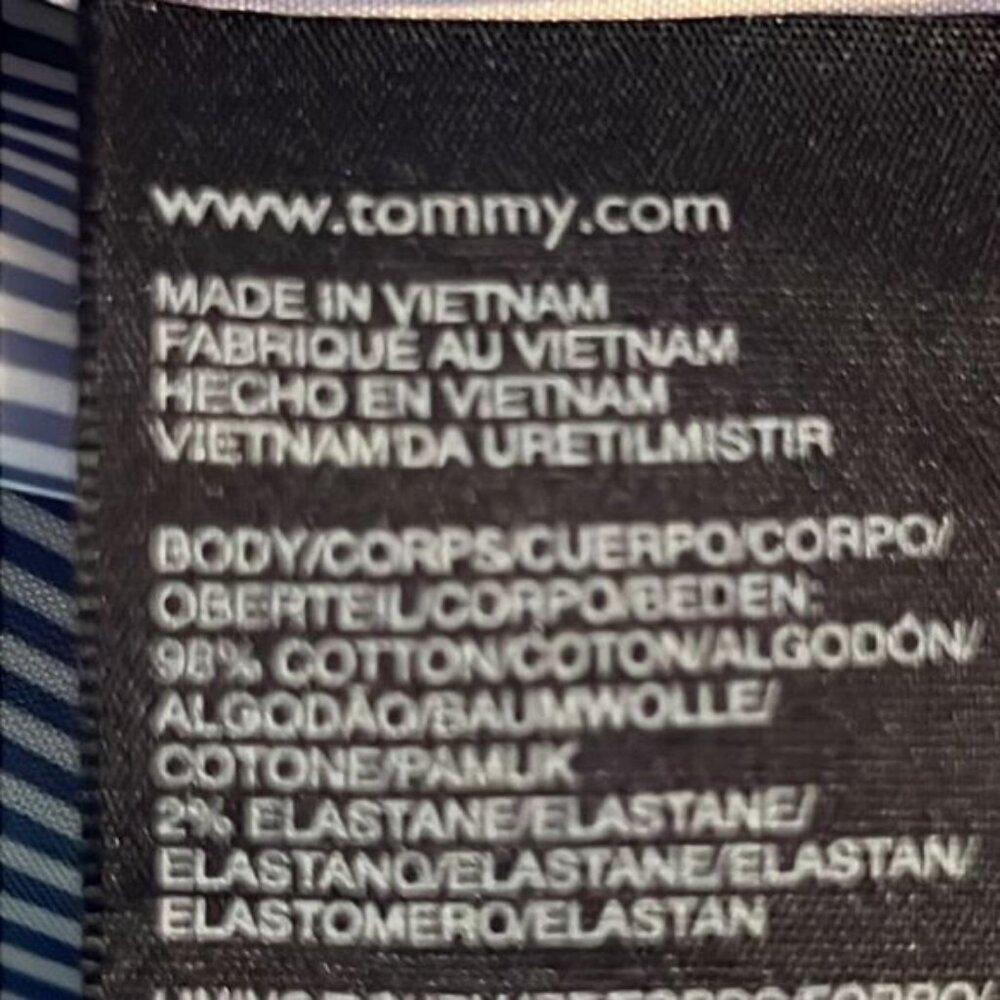 www.tommy.com
MADE IN VIETNAM
FABRIQUÉ AU VIETNAM
HECHO EN VIETNAM
VIETNAM'DA URETILMISTIR
BODY/CORPS/CUERPO/CORPO/
OBERTEIL/CORPO/BEDEN:
98% COTTON/COTON/ALGODÓN/
ALGODÃO/BAUMWOLLE/
COTONE/PAMUK
2% ELASTANE/ELASTANE/
ELASTANO/ELASTANE/ELASTAN/
ELASTOMERO/ELASTAN